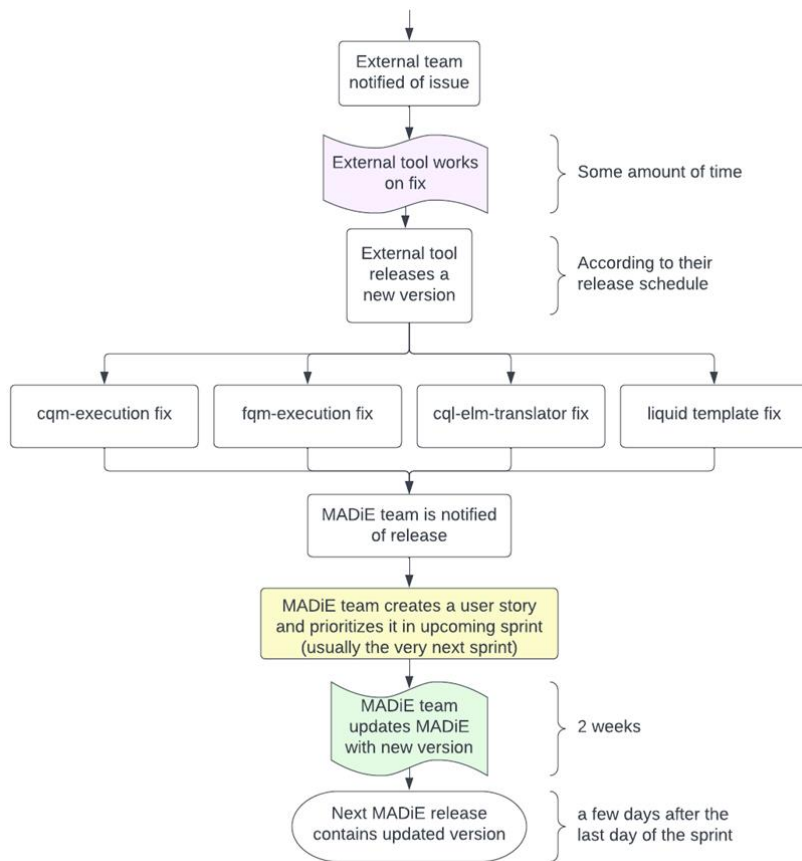 External team
notified of issue
External tool works
on fix
Some amount of time
External tool
releases a
new version
According to their
release schedule
cqm-execution fix
fqm-execution fix
cql-elm-translator fix
liquid template fix
MADiE team is notified
of release
MADiE team creates a user story
and prioritizes it in upcoming sprint
(usually the very next sprint)
MADiE team
updates MADiE
with new version
2 weeks
Next MADiE release
contains updated version
a few days after the
last day of the sprint